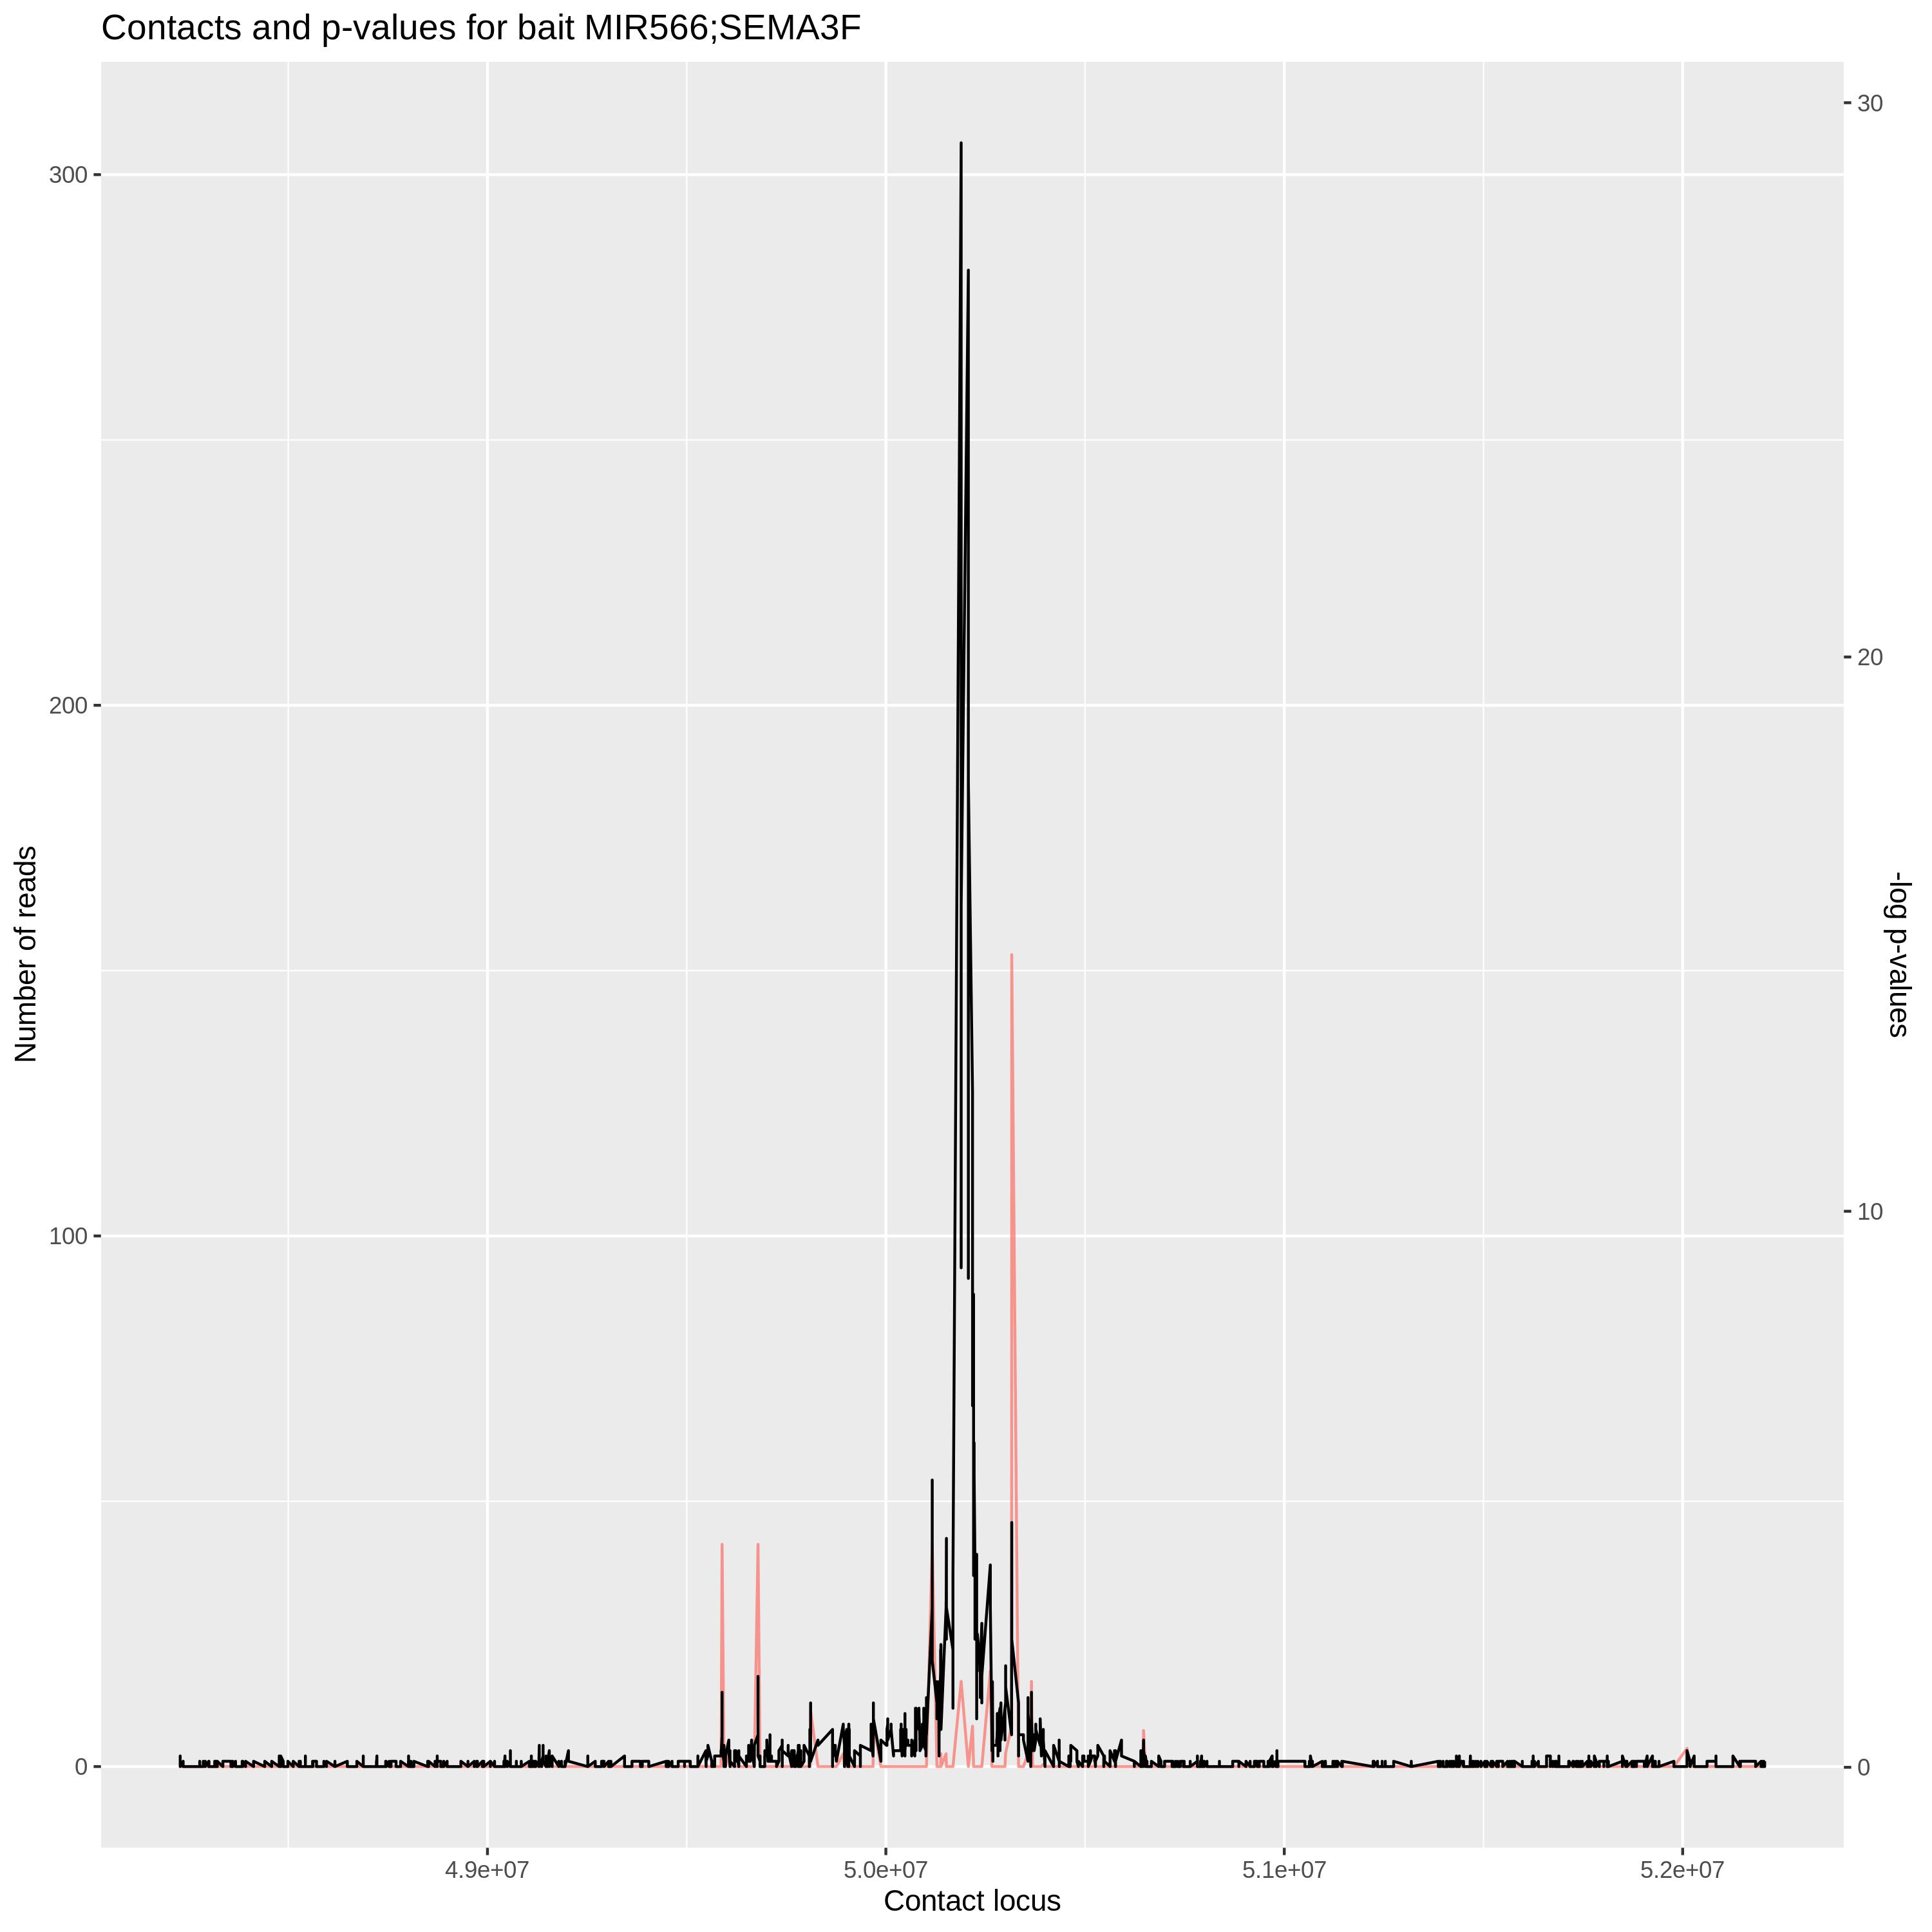 Contacts and p-values for bait MIR566;SEMA3F
300
200
100
0
Number of reads
30
20
10
0
-log p-values
4.9e+07
5.0e+07
5.1e+07
5.2e+07
Contact locus